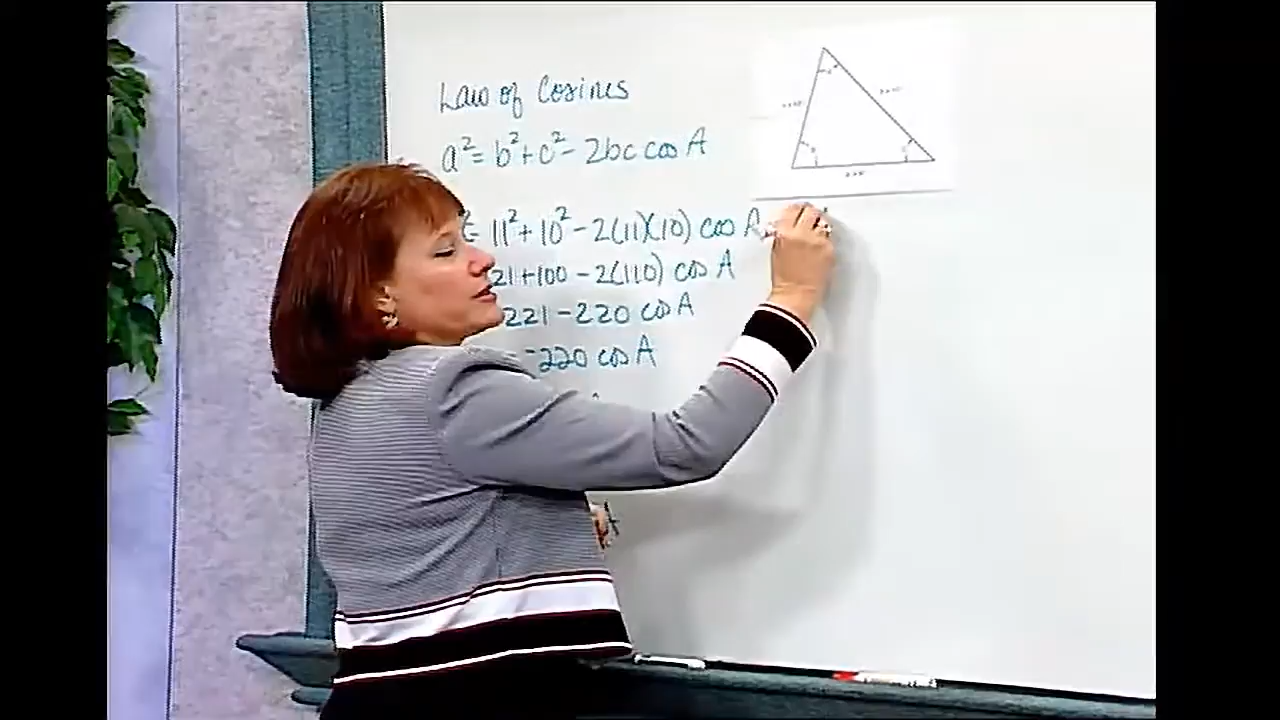 Law of Cosines
a² = b² + c² - 2bc cos A
= 11² + 10² - 2(11)(10) cos A
21 + 100 - 2(110) cos A
221 - 220 cos A
-220 cos A